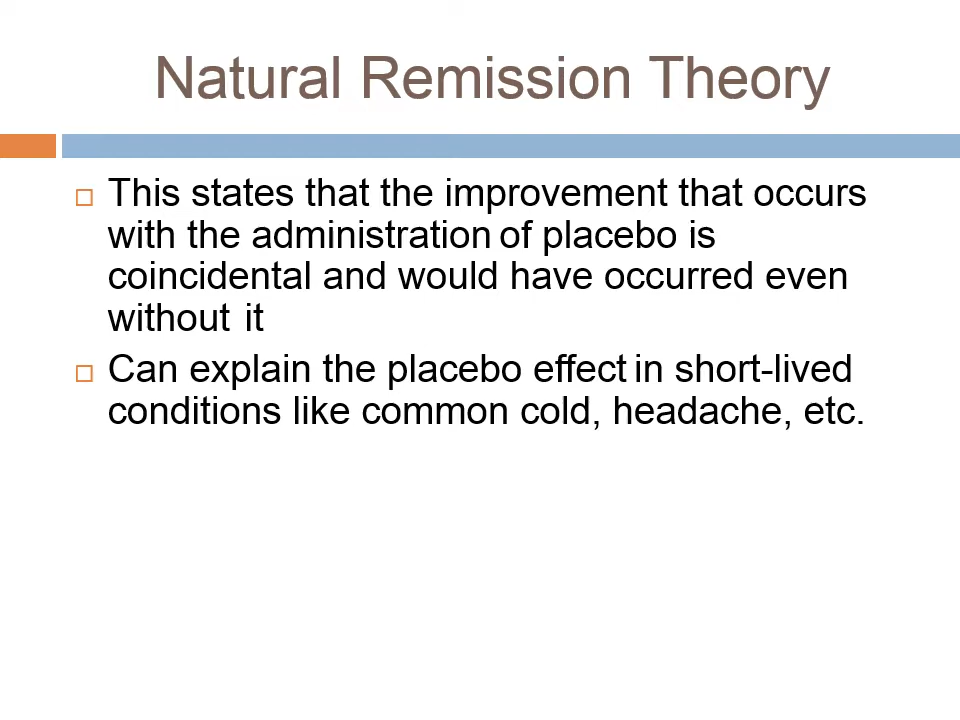 Natural Remission Theory
This states that the improvement that occurs
with the administration of placebo is
coincidental and would have occurred even
without it
Can explain the placebo effect in short-lived
conditions like common cold, headache, etc.